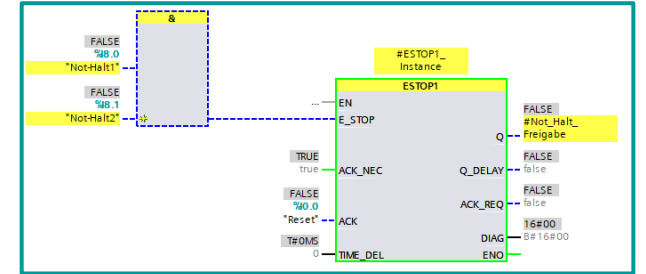 &
FALSE
%I8.0
"Not-Halt1"
FALSE
%I8.1
"Not-Halt2"
#ESTOP1_
Instance
ESTOP1
... EN
E_STOP
FALSE
#Not_Halt_
Q Freigabe
TRUE
true ACK_NEC
FALSE
Q_DELAY false
FALSE
%I0.0
"Reset" ACK
FALSE
ACK_REQ false
T#0MS
0 TIME_DEL
16#00
DIAG B#16#00
ENO